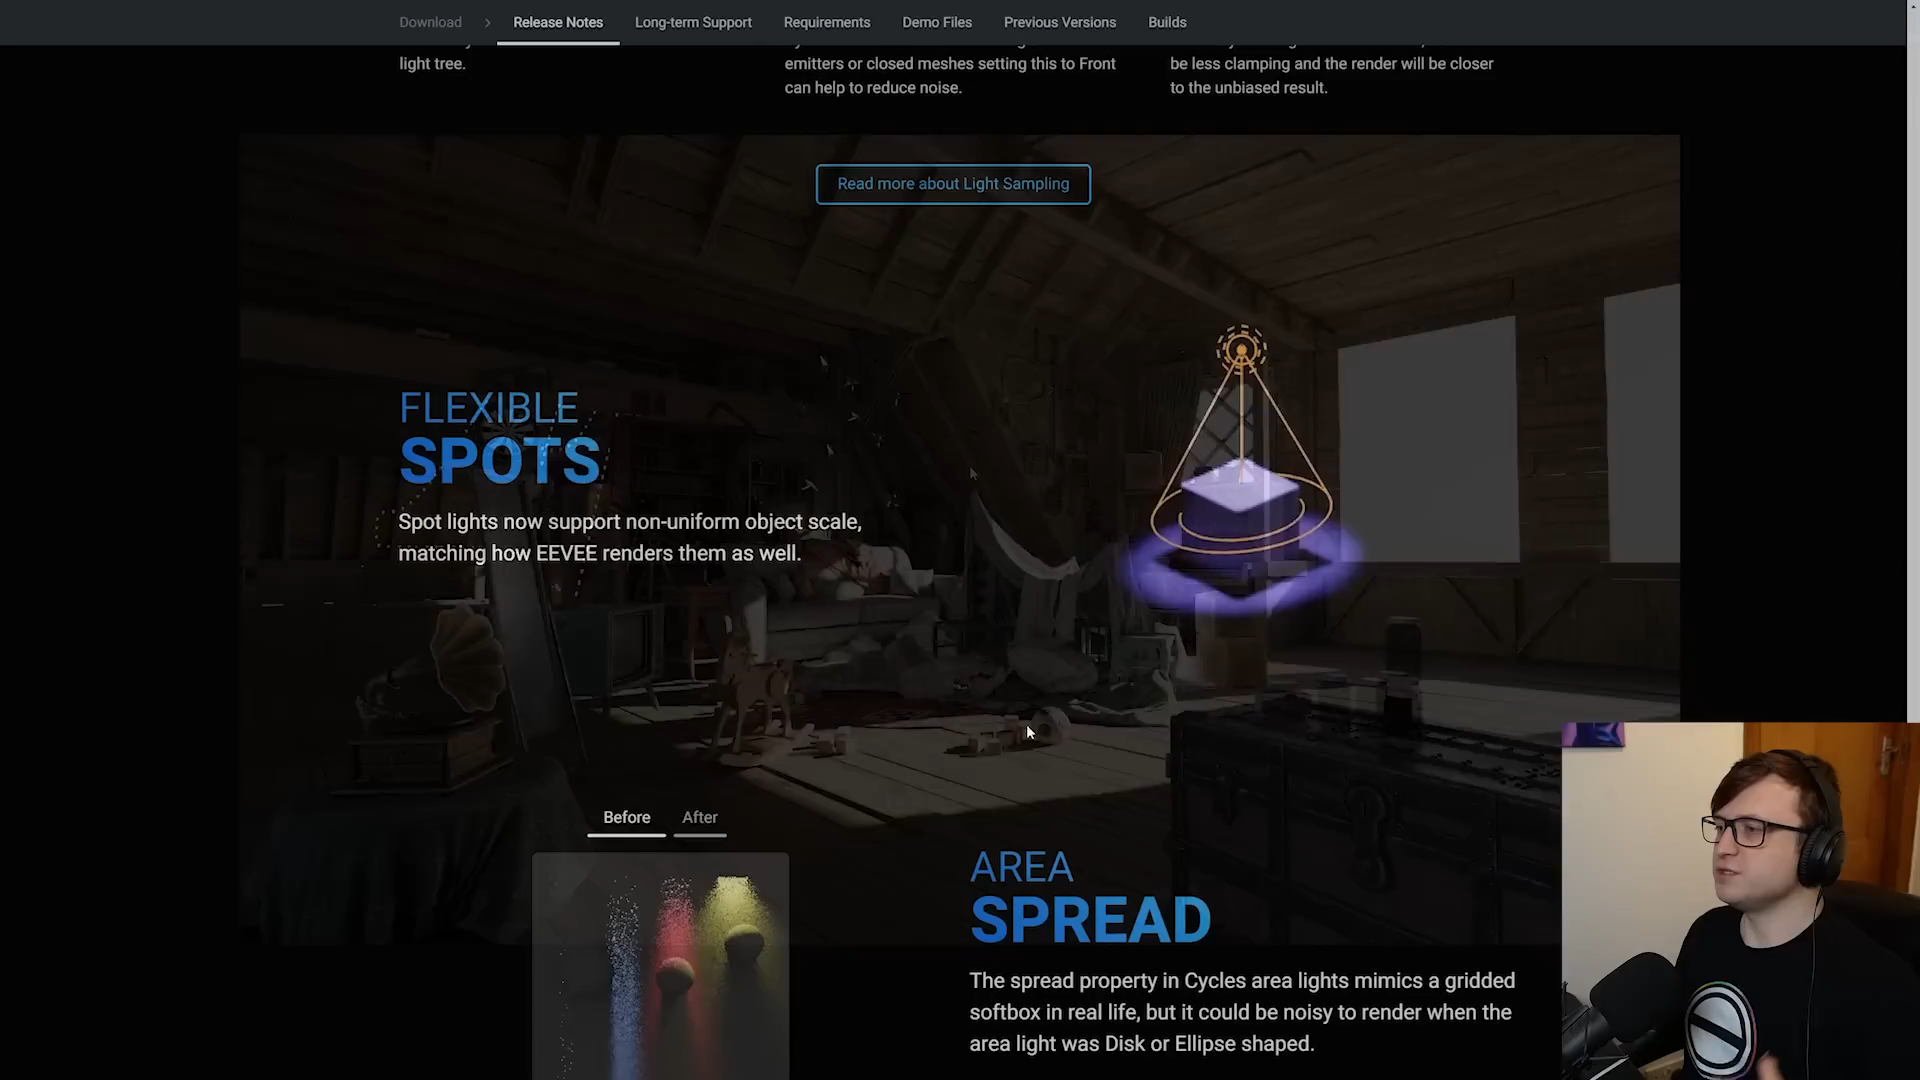 Download
Release Notes
Long-term Support
Requirements
Demo Files
Previous Versions
Builds
light tree.
emitters or closed meshes setting this to Front
can help to reduce noise.
be less clamping and the render will be closer
to the unbiased result.
Read more about Light Sampling
FLEXIBLE
SPOTS
Spot lights now support non-uniform object scale,
matching how EEVEE renders them as well.
Before
After
AREA
SPREAD
The spread property in Cycles area lights mimics a gridded
softbox in real life, but it could be noisy to render when the
area light was Disk or Ellipse shaped.